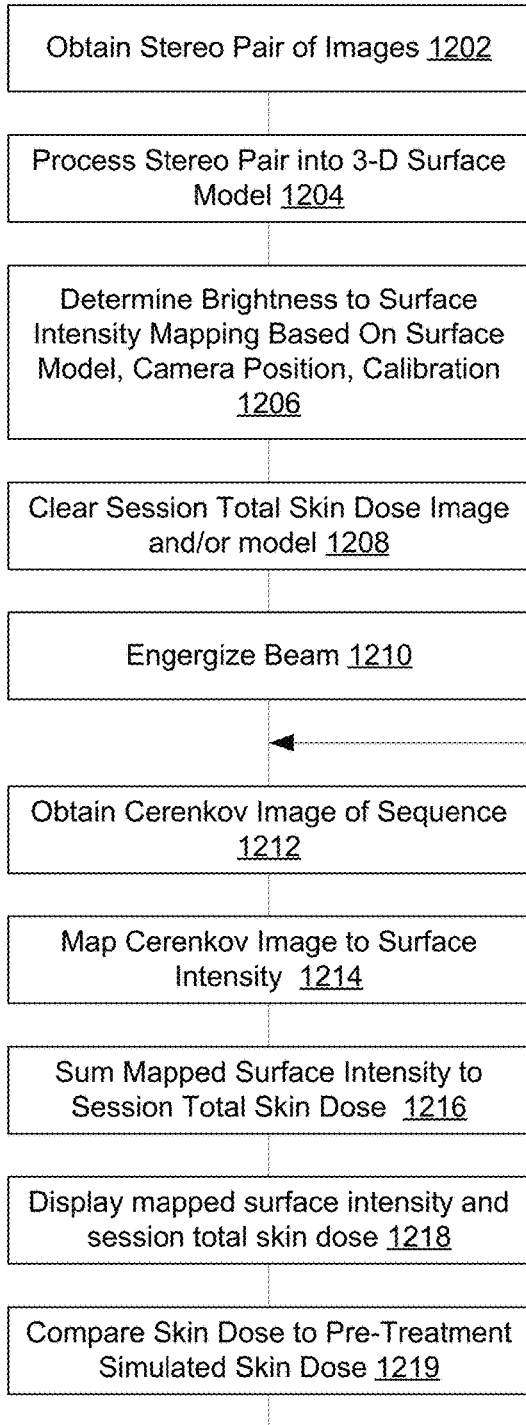 Obtain Stereo Pair of Images 1202
Process Stereo Pair into 3-D Surface
Model 1204
Determine Brightness to Surface
Intensity Mapping Based On Surface
Model, Camera Position, Calibration
1206
Clear Session Total Skin Dose Image
and/or model 1208
Engergize Beam 1210
Obtain Cerenkov Image of Sequence
1212
Map Cerenkov Image to Surface
Intensity 1214
Sum Mapped Surface Intensity to
Session Total Skin Dose 1216
Display mapped surface intensity and
session total skin dose 1218
Compare Skin Dose to Pre-Treatment
Simulated Skin Dose 1219